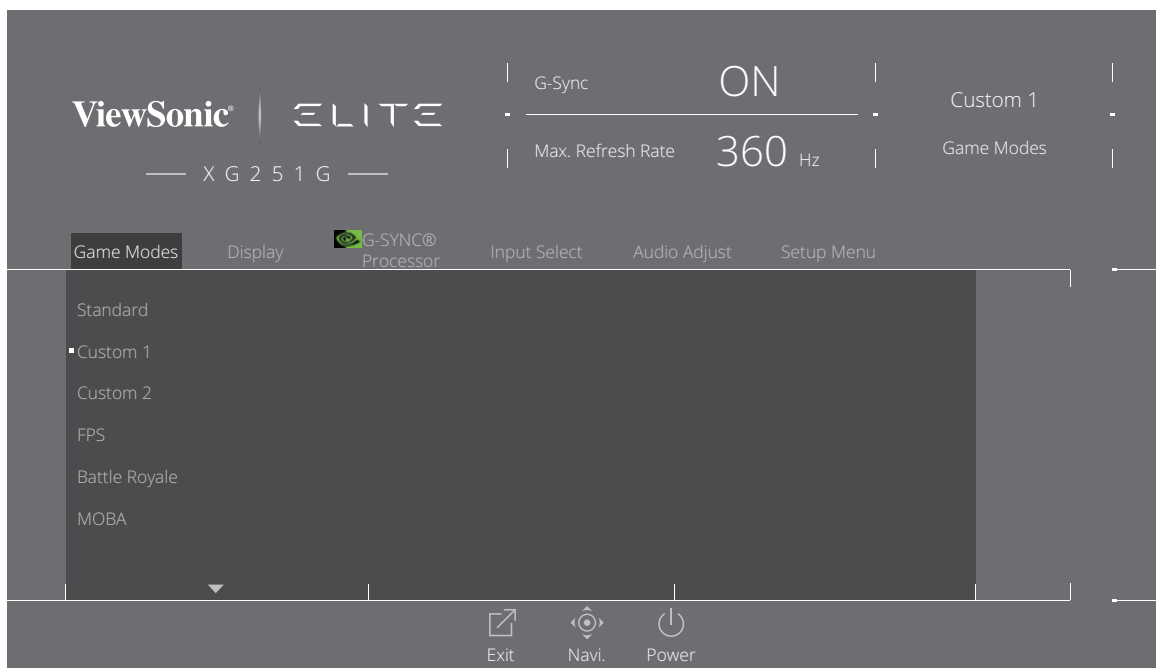 ViewSonic® ELITE
XG251G
G-Sync ON
Max. Refresh Rate 360 Hz
Custom 1
Game Modes
Game Modes
Display
G-SYNC®
Processor
Input Select
Audio Adjust
Setup Menu
Standard
Custom 1
Custom 2
FPS
Battle Royale
MOBA
Exit
Navi.
Power